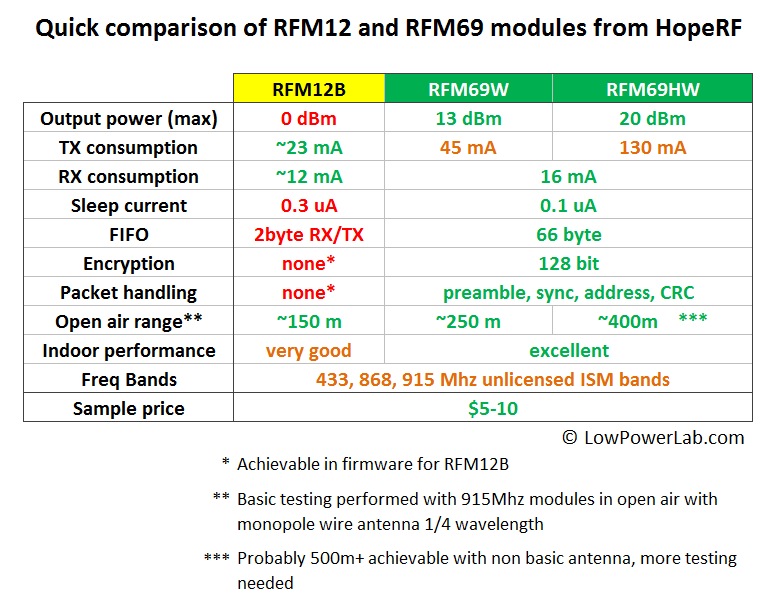 Quick comparison of RFM12 and RFM69 modules from HopeRF
RFM12B RFM69W RFM69HW
Output power (max) 0 dBm 13 dBm 20 dBm
TX consumption ~23 mA 45 mA 130 mA
RX consumption ~12 mA 16 mA
Sleep current 0.3 uA 0.1 uA
FIFO 2byte RX/TX 66 byte
Encryption none* 128 bit
Packet handling none* preamble, sync, address, CRC
Open air range** ~150 m ~250 m ~400m ***
Indoor performance very good excellent
Freq Bands 433, 868, 915 Mhz unlicensed ISM bands
Sample price $5-10
© LowPowerLab.com
* Achievable in firmware for RFM12B
** Basic testing performed with 915Mhz modules in open air with
monopole wire antenna 1/4 wavelength
*** Probably 500m+ achievable with non basic antenna, more testing
needed